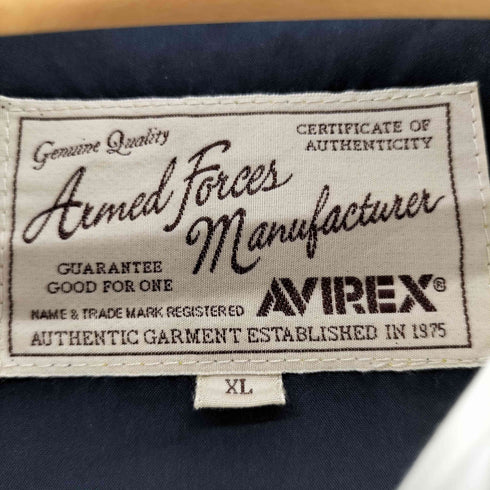 Genuine Quality
CERTIFICATE OF
AUTHENTICITY
Armed Forces
Manufacturer
GUARANTEE
GOOD FOR ONE
NAME & TRADE MARK REGISTERED
AVIREX®
AUTHENTIC GARMENT ESTABLISHED IN 1975
XL